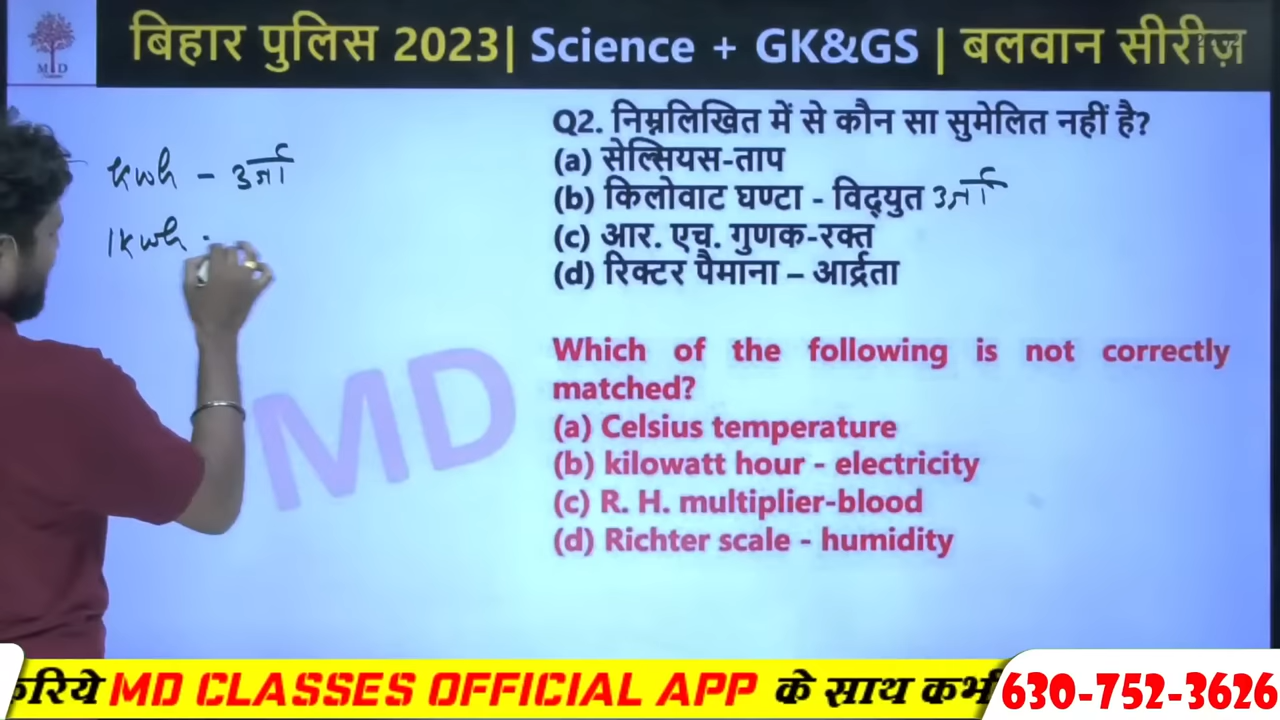 MD
बिहार पुलिस 2023| Science + GK&GS | बलवान सीरीज़
kwh - ऊर्जा
1kwh
Q2. निम्नलिखित में से कौन सा सुमेलित नहीं है?
(a) सेल्सियस-ताप
(b) किलोवाट घण्टा - विद्युत ऊर्जा
(c) आर. एच. गुणक-रक्त
(d) रिक्टर पैमाना – आर्द्रता
Which of the following is not correctly
matched?
(a) Celsius temperature
(b) kilowatt hour - electricity
(c) R. H. multiplier-blood
(d) Richter scale - humidity
MD
करिये MD CLASSES OFFICIAL APP के साथ कभी
630-752-3626